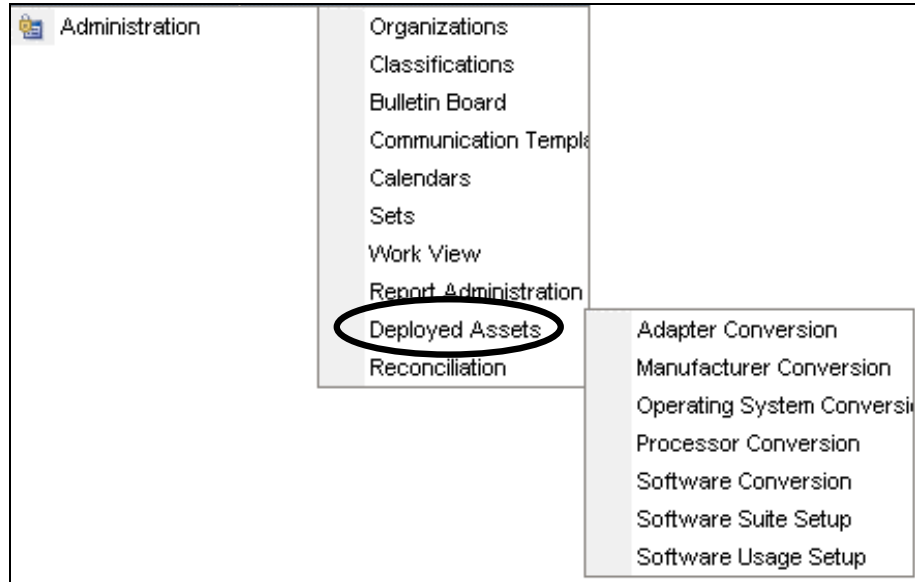 Administration
Organizations
Classifications
Bulletin Board
Communication Templa
Calendars
Sets
Work View
Report Administration
Deployed Assets
Reconciliation
Adapter Conversion
Manufacturer Conversion
Operating System Conversi
Processor Conversion
Software Conversion
Software Suite Setup
Software Usage Setup